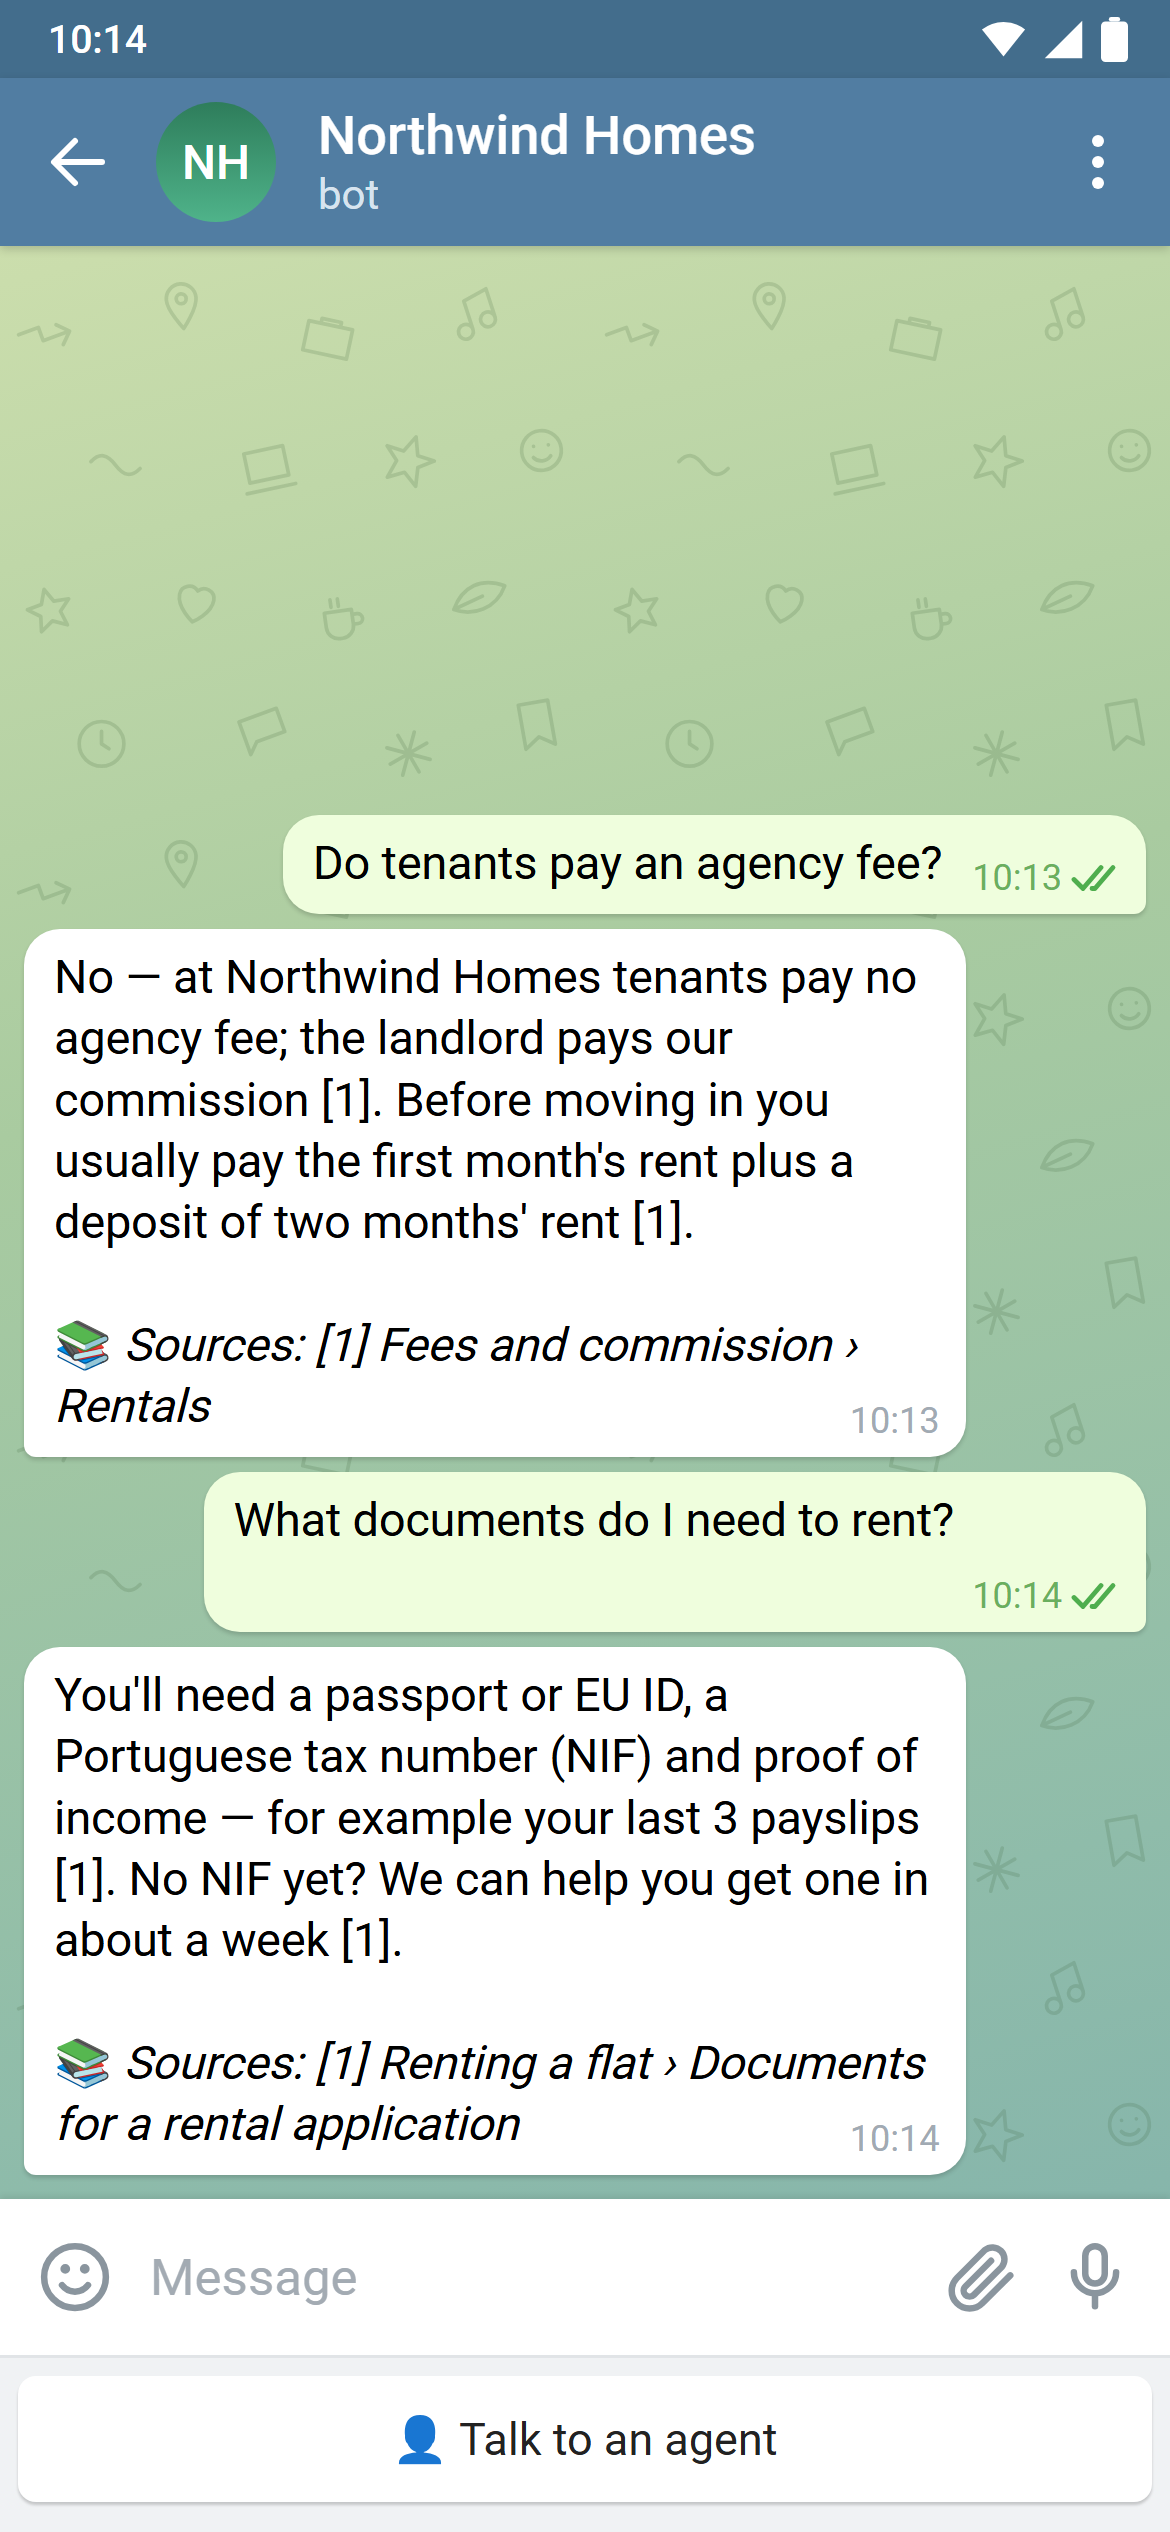 10:14
NH
Northwind Homes
bot
Do tenants pay an agency fee? 10:13
No — at Northwind Homes tenants pay no
agency fee; the landlord pays our
commission [1]. Before moving in you
usually pay the first month's rent plus a
deposit of two months' rent [1].
📚 Sources: [1] Fees and commission ›
Rentals
10:13
What documents do I need to rent?
10:14
You'll need a passport or EU ID, a
Portuguese tax number (NIF) and proof of
income — for example your last 3 payslips
[1]. No NIF yet? We can help you get one in
about a week [1].
📚 Sources: [1] Renting a flat › Documents
for a rental application
10:14
Message
👤 Talk to an agent